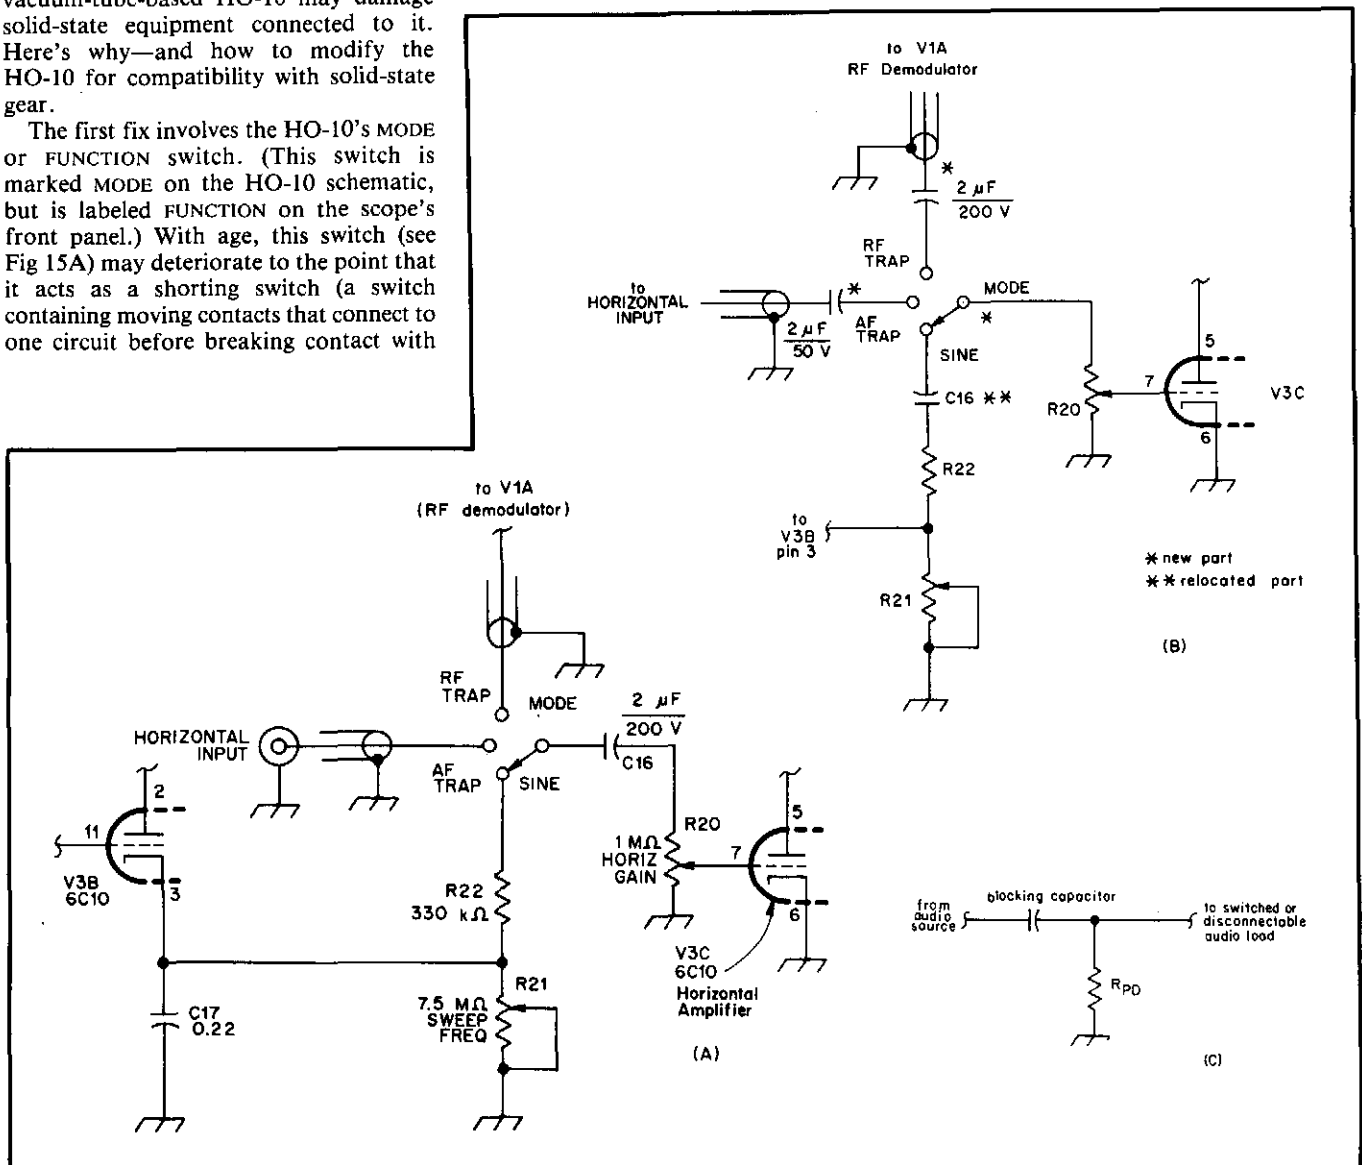 vacuum-tube-based HO-10 may damage
solid-state equipment connected to it.
Here's why—and how to modify the
HO-10 for compatibility with solid-state
gear.
The first fix involves the HO-10's MODE
or FUNCTION switch. (This switch is
marked MODE on the HO-10 schematic,
but is labeled FUNCTION on the scope's
front panel.) With age, this switch (see
Fig 15A) may deteriorate to the point that
it acts as a shorting switch (a switch
containing moving contacts that connect to
one circuit before breaking contact with
to V1A
RF Demodulator
*
2 µF
200 V
RF
TRAP
MODE
*
to
HORIZONTAL
INPUT
*
2 µF
50 V
AF
TRAP
SINE
C16 **
R20
5
7
6
V3C
R22
to
V3B
pin 3
R21
* new part
** relocated part
(B)
to V1A
(RF demodulator)
RF
TRAP
MODE
2 µF
200 V
C16
HORIZONTAL
INPUT
AF
TRAP
SINE
2
11
3
V3B
6C10
R22
330 kΩ
R20
1 MΩ
HORIZ
GAIN
5
7
6
V3C
6C10
Horizontal
Amplifier
C17
0.22
R21
7.5 MΩ
SWEEP
FREQ
(A)
from
audio
source
blocking capacitor
to switched or
disconnectable
audio load
RPD
(C)